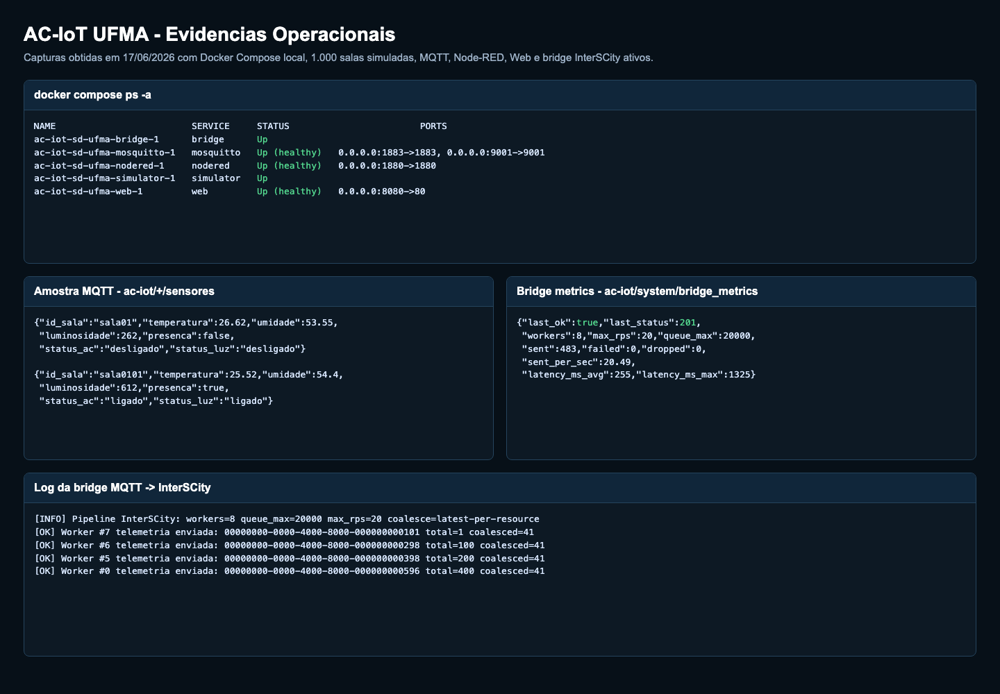 AC-IoT UFMA - Evidencias Operacionais
Capturas obtidas em 17/06/2026 com Docker Compose local, 1.000 salas simuladas, MQTT, Node-RED, Web e bridge InterSCity ativos.
docker compose ps -a
NAME SERVICE STATUS PORTS
ac-iot-sd-ufma-bridge-1 bridge Up
ac-iot-sd-ufma-mosquitto-1 mosquitto Up (healthy) 0.0.0.0:1883->1883, 0.0.0.0:9001->9001
ac-iot-sd-ufma-nodered-1 nodered Up (healthy) 0.0.0.0:1880->1880
ac-iot-sd-ufma-simulator-1 simulator Up
ac-iot-sd-ufma-web-1 web Up (healthy) 0.0.0.0:8080->80
Amostra MQTT - ac-iot/+/sensores
{"id_sala":"sala01","temperatura":26.62,"umidade":53.55,
"luminosidade":262,"presenca":false,
"status_ac":"desligado","status_luz":"desligado"}
{"id_sala":"sala0101","temperatura":25.52,"umidade":54.4,
"luminosidade":612,"presenca":true,
"status_ac":"ligado","status_luz":"ligado"}
Bridge metrics - ac-iot/system/bridge_metrics
{"last_ok":true,"last_status":201,
"workers":8,"max_rps":20,"queue_max":20000,
"sent":483,"failed":0,"dropped":0,
"sent_per_sec":20.49,
"latency_ms_avg":255,"latency_ms_max":1325}
Log da bridge MQTT -> InterSCity
[INFO] Pipeline InterSCity: workers=8 queue_max=20000 max_rps=20 coalesce=latest-per-resource
[OK] Worker #7 telemetria enviada: 00000000-0000-4000-8000-000000000101 total=1 coalesced=41
[OK] Worker #6 telemetria enviada: 00000000-0000-4000-8000-000000000298 total=100 coalesced=41
[OK] Worker #5 telemetria enviada: 00000000-0000-4000-8000-000000000398 total=200 coalesced=41
[OK] Worker #0 telemetria enviada: 00000000-0000-4000-8000-000000000596 total=400 coalesced=41